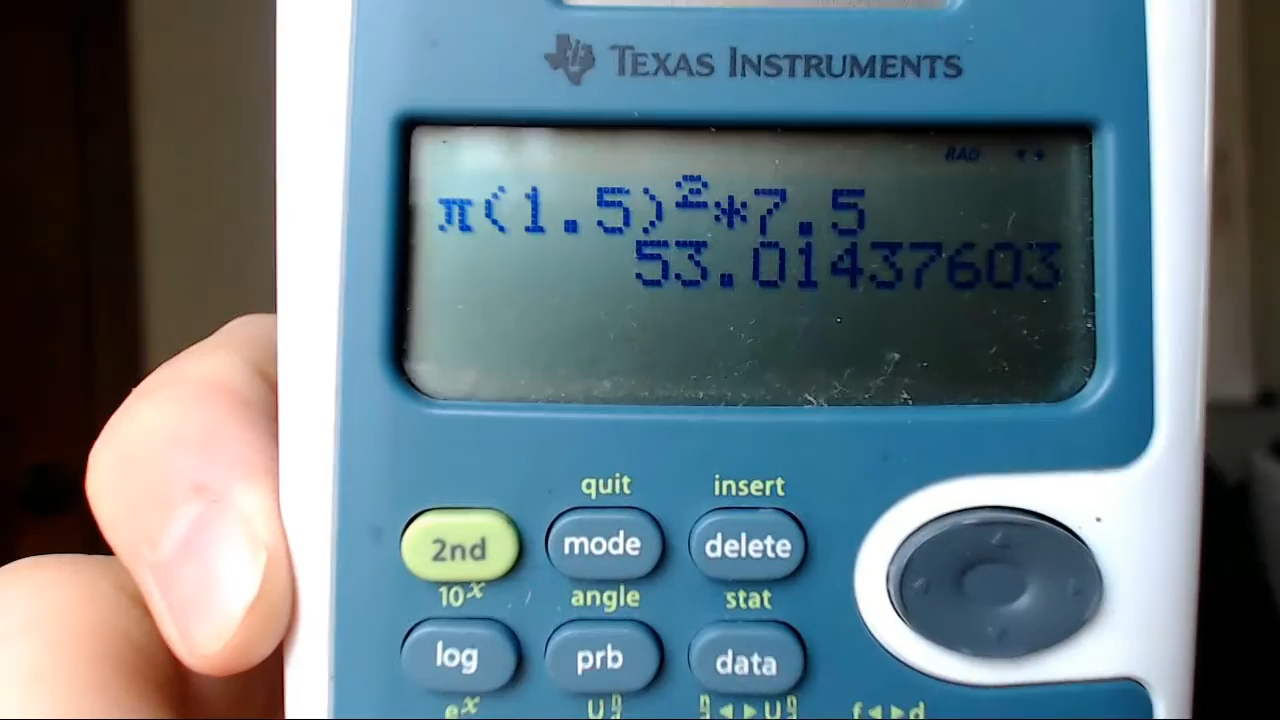 TEXAS INSTRUMENTS
RAD
π(1.5)²*7.5
53.01437603
quit insert
2nd mode delete
10ˣ angle stat
log prb data
eˣ f◄►d